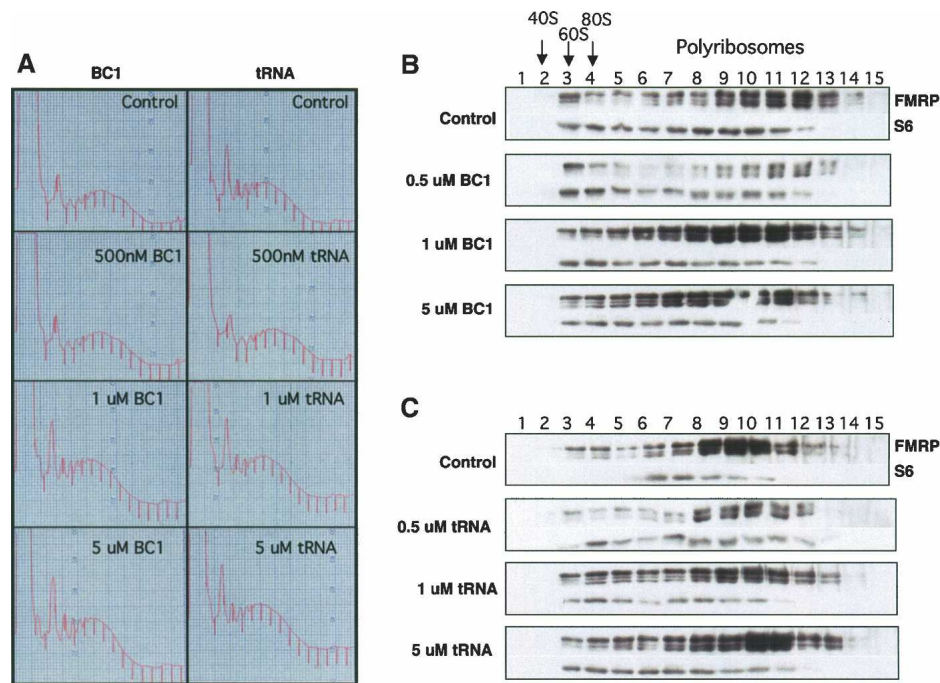 A
BC1
tRNA
Control
Control
500nM BC1
500nM tRNA
1 uM BC1
1 uM tRNA
5 uM BC1
5 uM tRNA
B
40S
60S
80S
Polyribosomes
1 2 3 4 5 6 7 8 9 10 11 12 13 14 15
Control
FMRP
S6
0.5 uM BC1
1 uM BC1
5 uM BC1
C
1 2 3 4 5 6 7 8 9 10 11 12 13 14 15
Control
FMRP
S6
0.5 uM tRNA
1 uM tRNA
5 uM tRNA